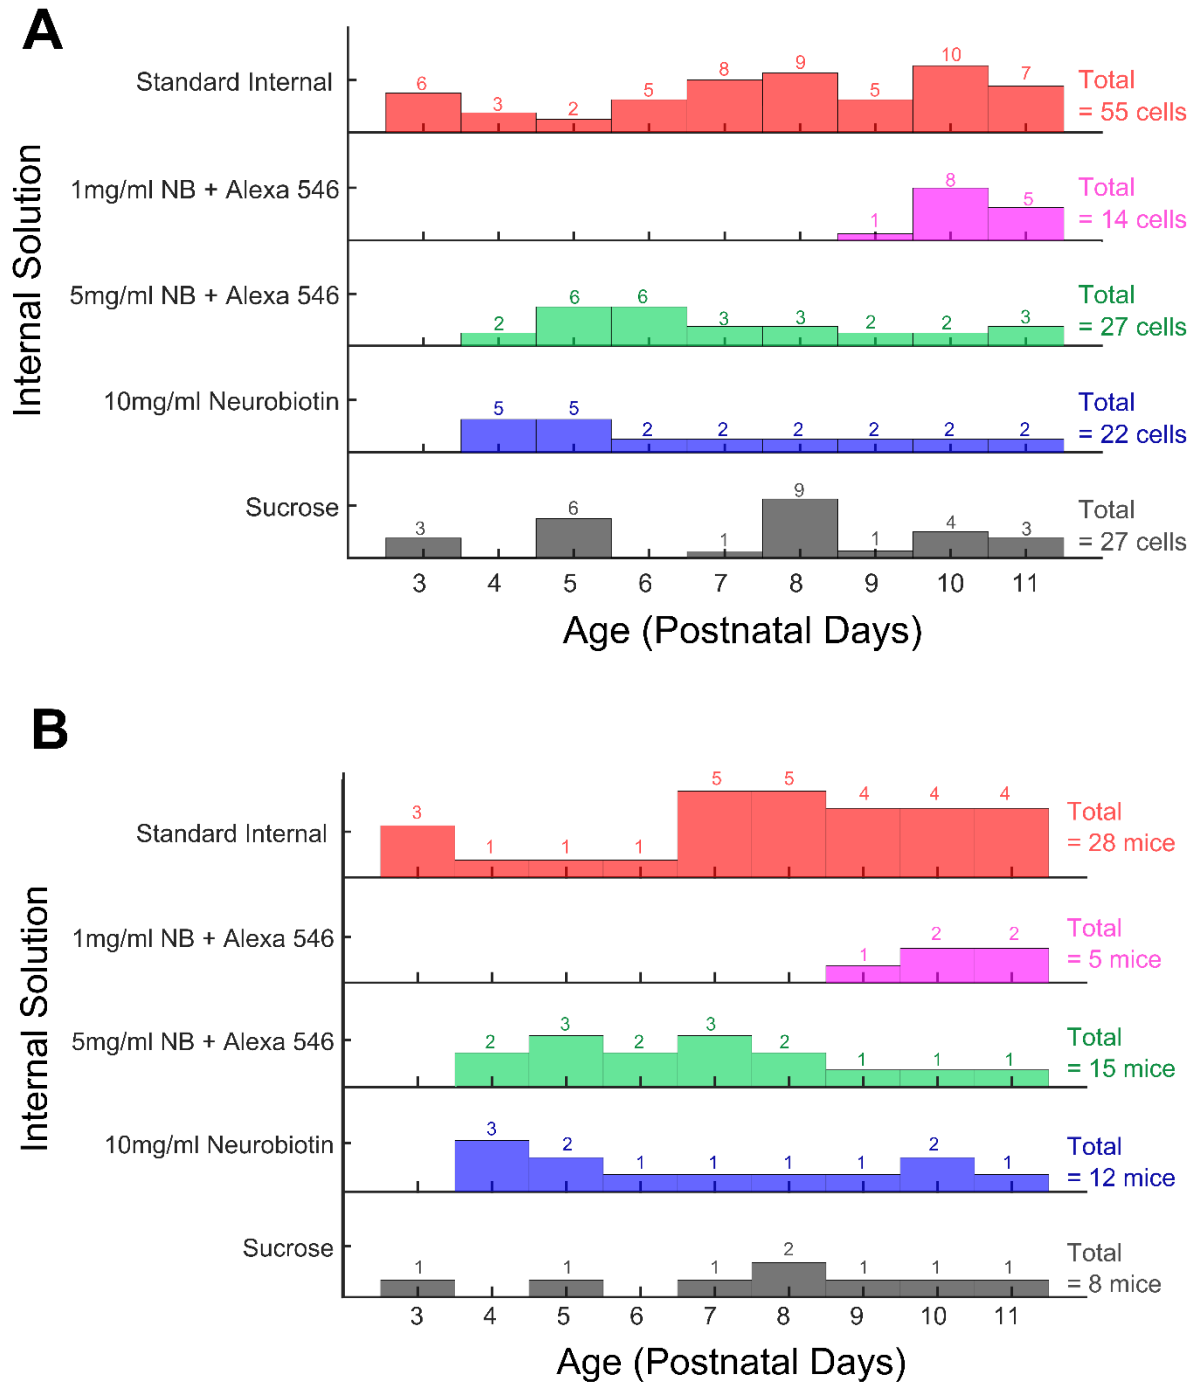 A
Internal Solution
Standard Internal
6 3 2 5 8 9 5 10 7
Total
= 55 cells
1mg/ml NB + Alexa 546
1 8 5
Total
= 14 cells
5mg/ml NB + Alexa 546
2 6 6 3 3 2 2 3
Total
= 27 cells
10mg/ml Neurobiotin
5 5 2 2 2 2 2 2
Total
= 22 cells
Sucrose
3 6 1 9 1 4 3
Total
= 27 cells
3 4 5 6 7 8 9 10 11
Age (Postnatal Days)
B
Internal Solution
Standard Internal
3 1 1 1 5 5 4 4 4
Total
= 28 mice
1mg/ml NB + Alexa 546
1 2 2
Total
= 5 mice
5mg/ml NB + Alexa 546
2 3 2 3 2 1 1 1
Total
= 15 mice
10mg/ml Neurobiotin
3 2 1 1 1 1 2 1
Total
= 12 mice
Sucrose
1 1 1 2 1 1 1
Total
= 8 mice
3 4 5 6 7 8 9 10 11
Age (Postnatal Days)